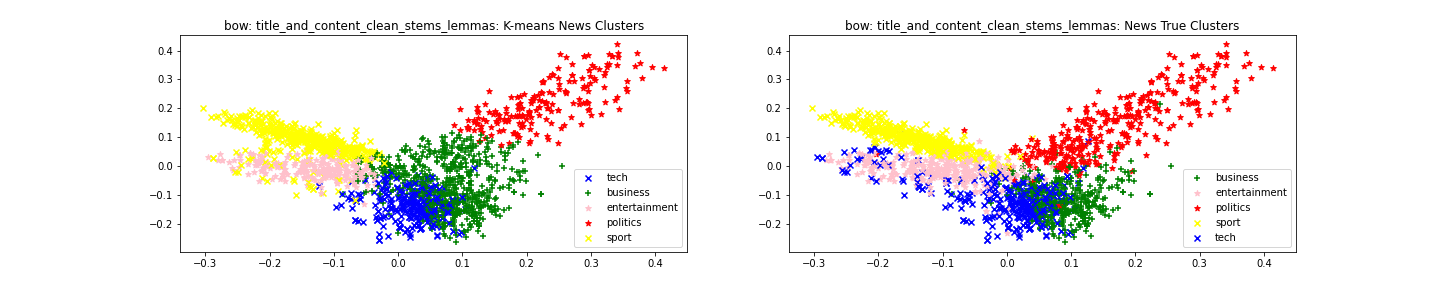 bow: title_and_content_clean_stems_lemmas: K-means News Clusters
0.4
0.3
0.2
0.1
0.0
−0.1
−0.2
−0.3
−0.2
−0.1
0.0
0.1
0.2
0.3
0.4
tech
business
entertainment
politics
sport
bow: title_and_content_clean_stems_lemmas: News True Clusters
0.4
0.3
0.2
0.1
0.0
−0.1
−0.2
−0.3
−0.2
−0.1
0.0
0.1
0.2
0.3
0.4
business
entertainment
politics
sport
tech